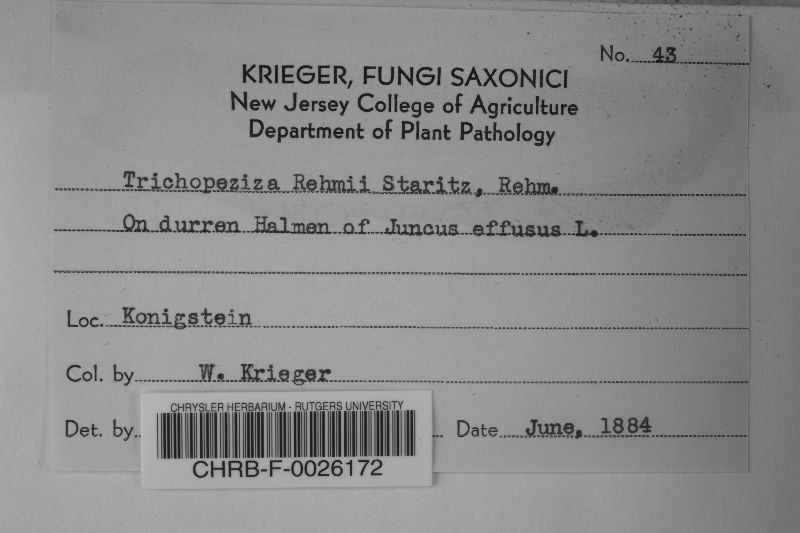 No. 43
KRIEGER, FUNGI SAXONICI
New Jersey College of Agriculture
Department of Plant Pathology
Trichopeziza Rehmii Staritz, Rehm.
On durren Halmen of Juncus effusus L.
Loc. Konigstein
Col. by W. Krieger
Det. by Date June, 1884
CHRYSLER HERBARIUM - RUTGERS UNIVERSITY
CHRB-F-0026172